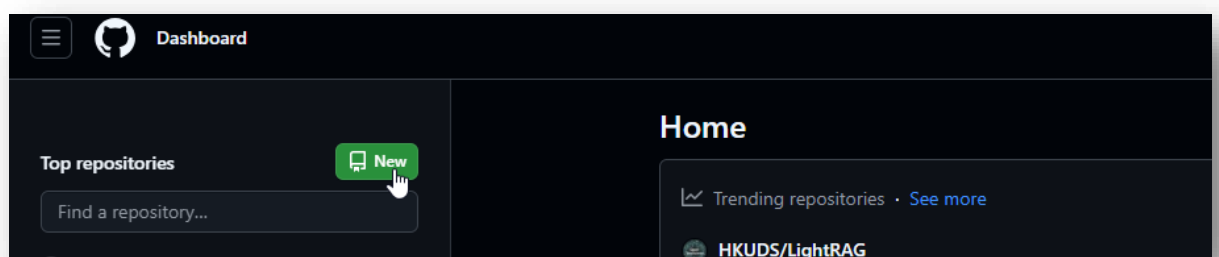 Dashboard
Home
Top repositories
New
Find a repository...
Trending repositories · See more
HKUDS/LightRAG